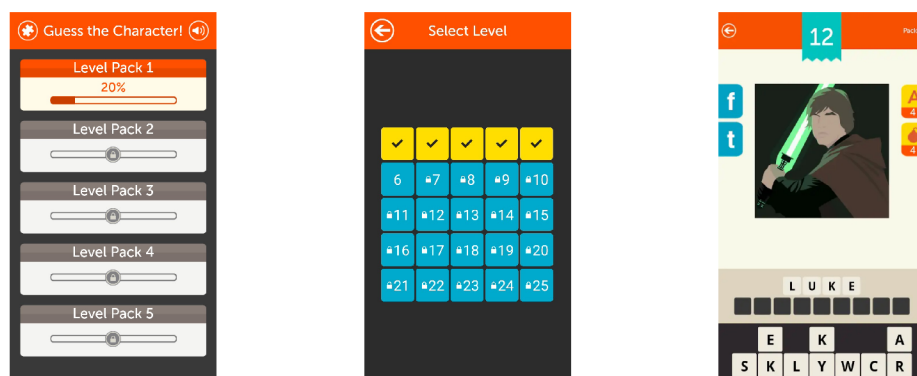 Guess the Character!
Level Pack 1
20%
Level Pack 2
Level Pack 3
Level Pack 4
Level Pack 5
Select Level
6 7 8 9 10
11 12 13 14 15
16 17 18 19 20
21 22 23 24 25
12
f
t
A
4
4
L U K E
E K A
S K L Y W C R